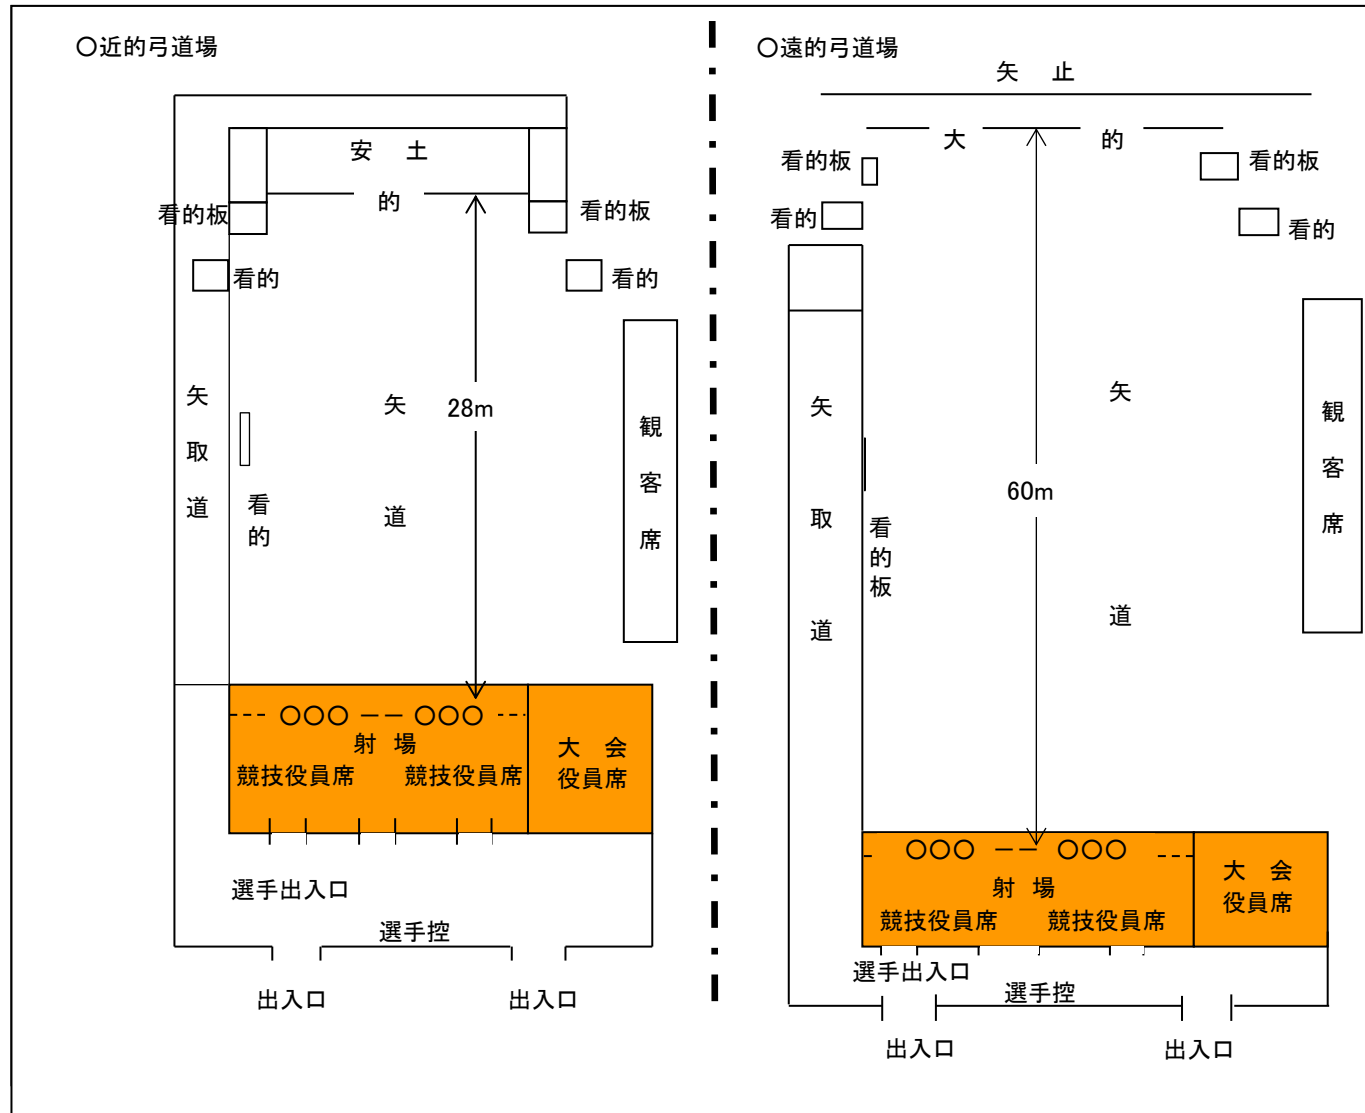 〇近的弓道場
安　土
的
看的板
看的板
看的
看的
矢取道
看的
矢道
28m
観客席
〇〇〇 ―― 〇〇〇
射 場
競技役員席
競技役員席
大　会
役員席
選手出入口
選手控
出入口
出入口
〇遠的弓道場
矢　止
大
的
看的板
看的板
看的
看的
矢取道
看的板
矢道
60m
観客席
〇〇〇 ―― 〇〇〇
射 場
競技役員席
競技役員席
大　会
役員席
選手出入口
選手控
出入口
出入口